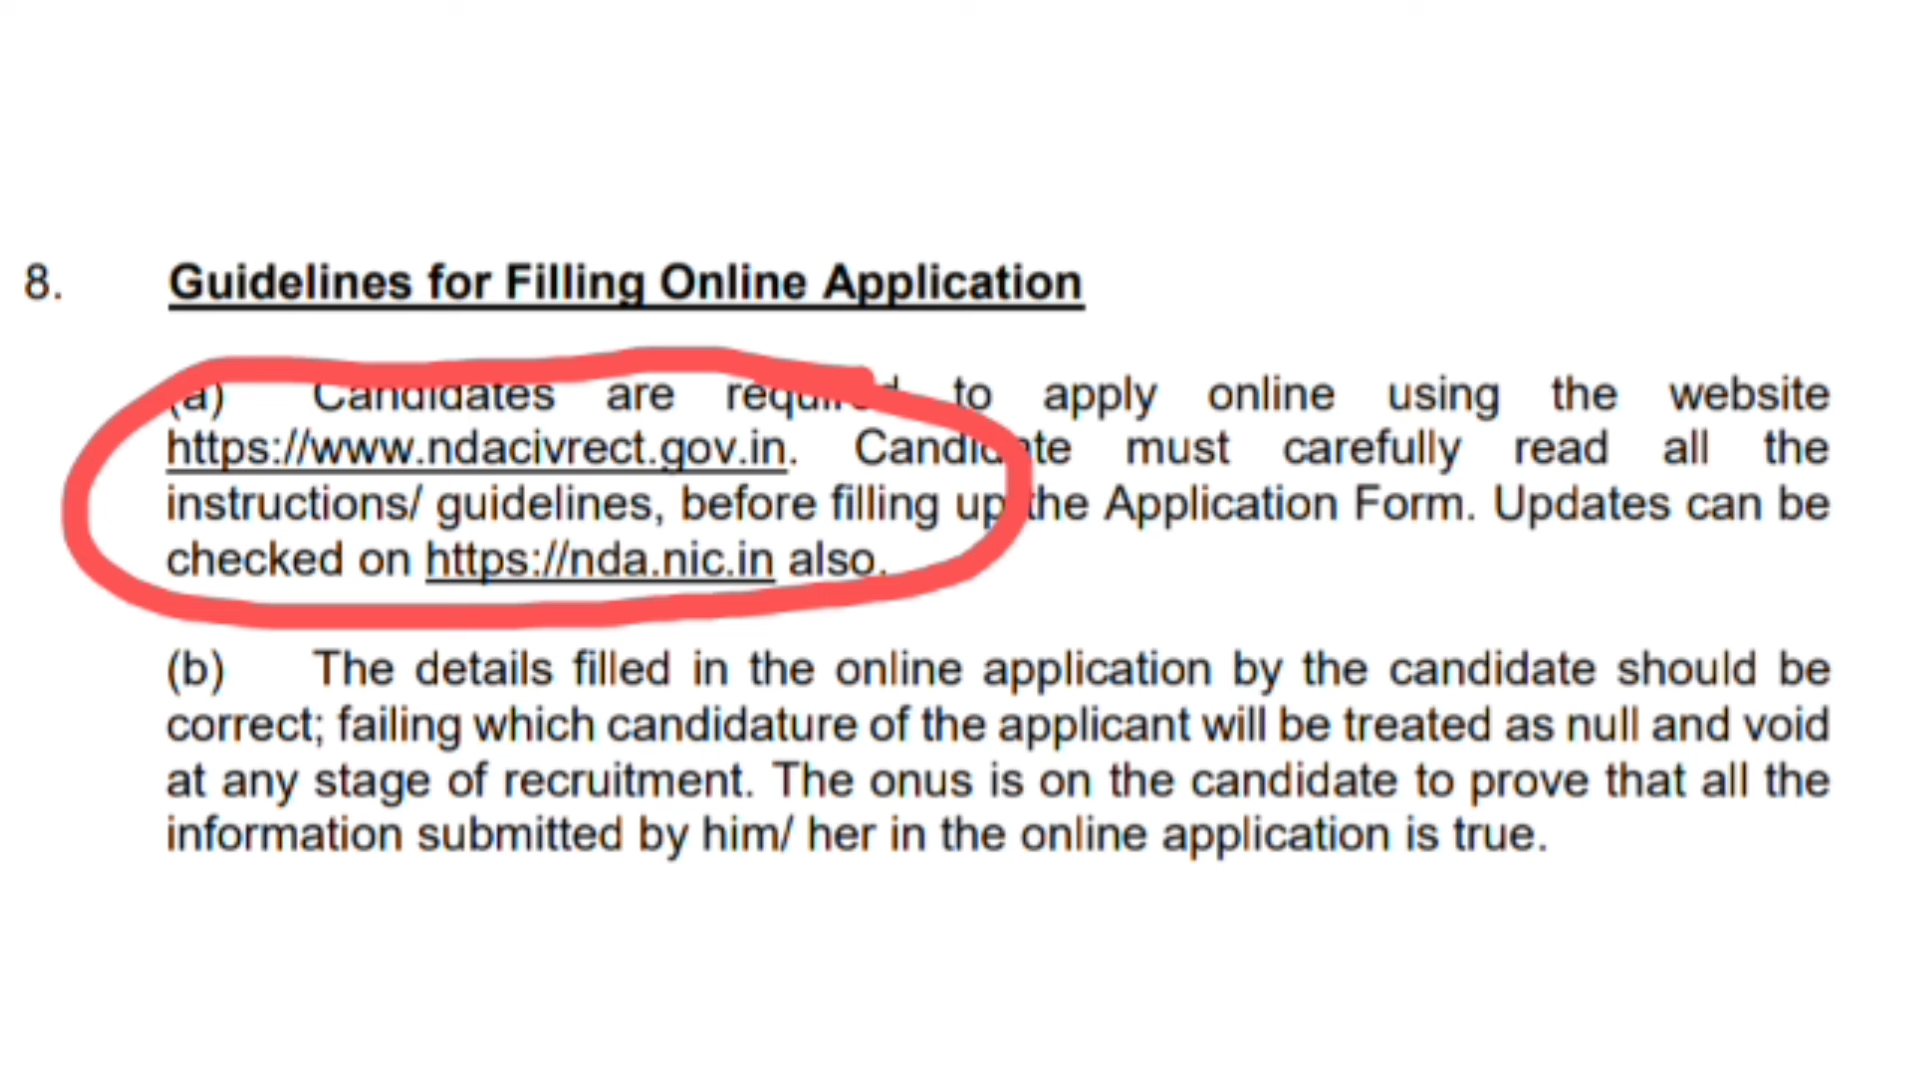 8. Guidelines for Filling Online Application
(a) Candidates are required to apply online using the website
https://www.ndacivrect.gov.in. Candidate must carefully read all the
instructions/ guidelines, before filling up the Application Form. Updates can be
checked on https://nda.nic.in also.
(b) The details filled in the online application by the candidate should be
correct; failing which candidature of the applicant will be treated as null and void
at any stage of recruitment. The onus is on the candidate to prove that all the
information submitted by him/ her in the online application is true.